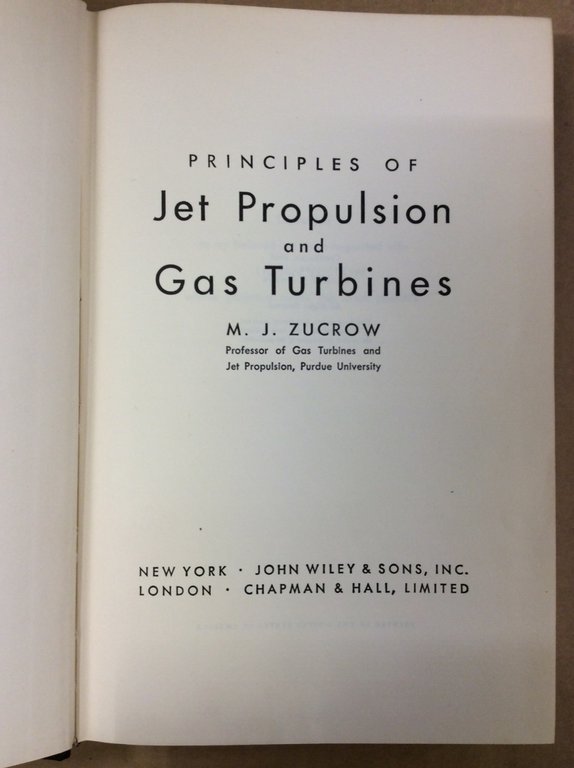 PRINCIPLES OF
Jet Propulsion
and
Gas Turbines
M. J. ZUCROW
Professor of Gas Turbines and
Jet Propulsion, Purdue University
NEW YORK · JOHN WILEY & SONS, INC.
LONDON · CHAPMAN & HALL, LIMITED